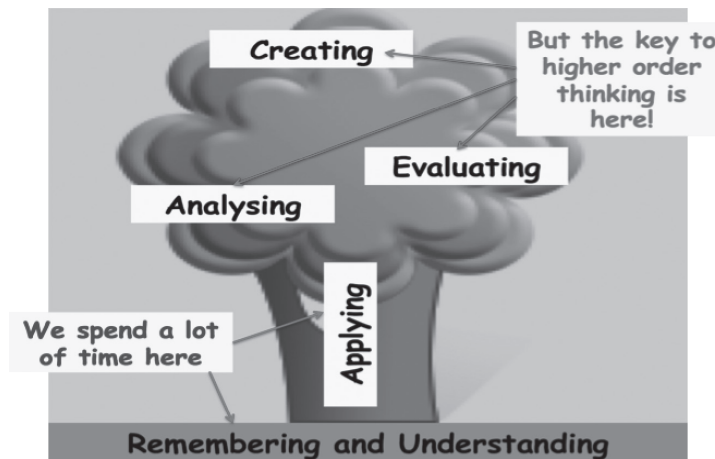 Creating
But the key to
higher order
thinking is
here!
Evaluating
Analysing
Applying
We spend a lot
of time here
Remembering and Understanding